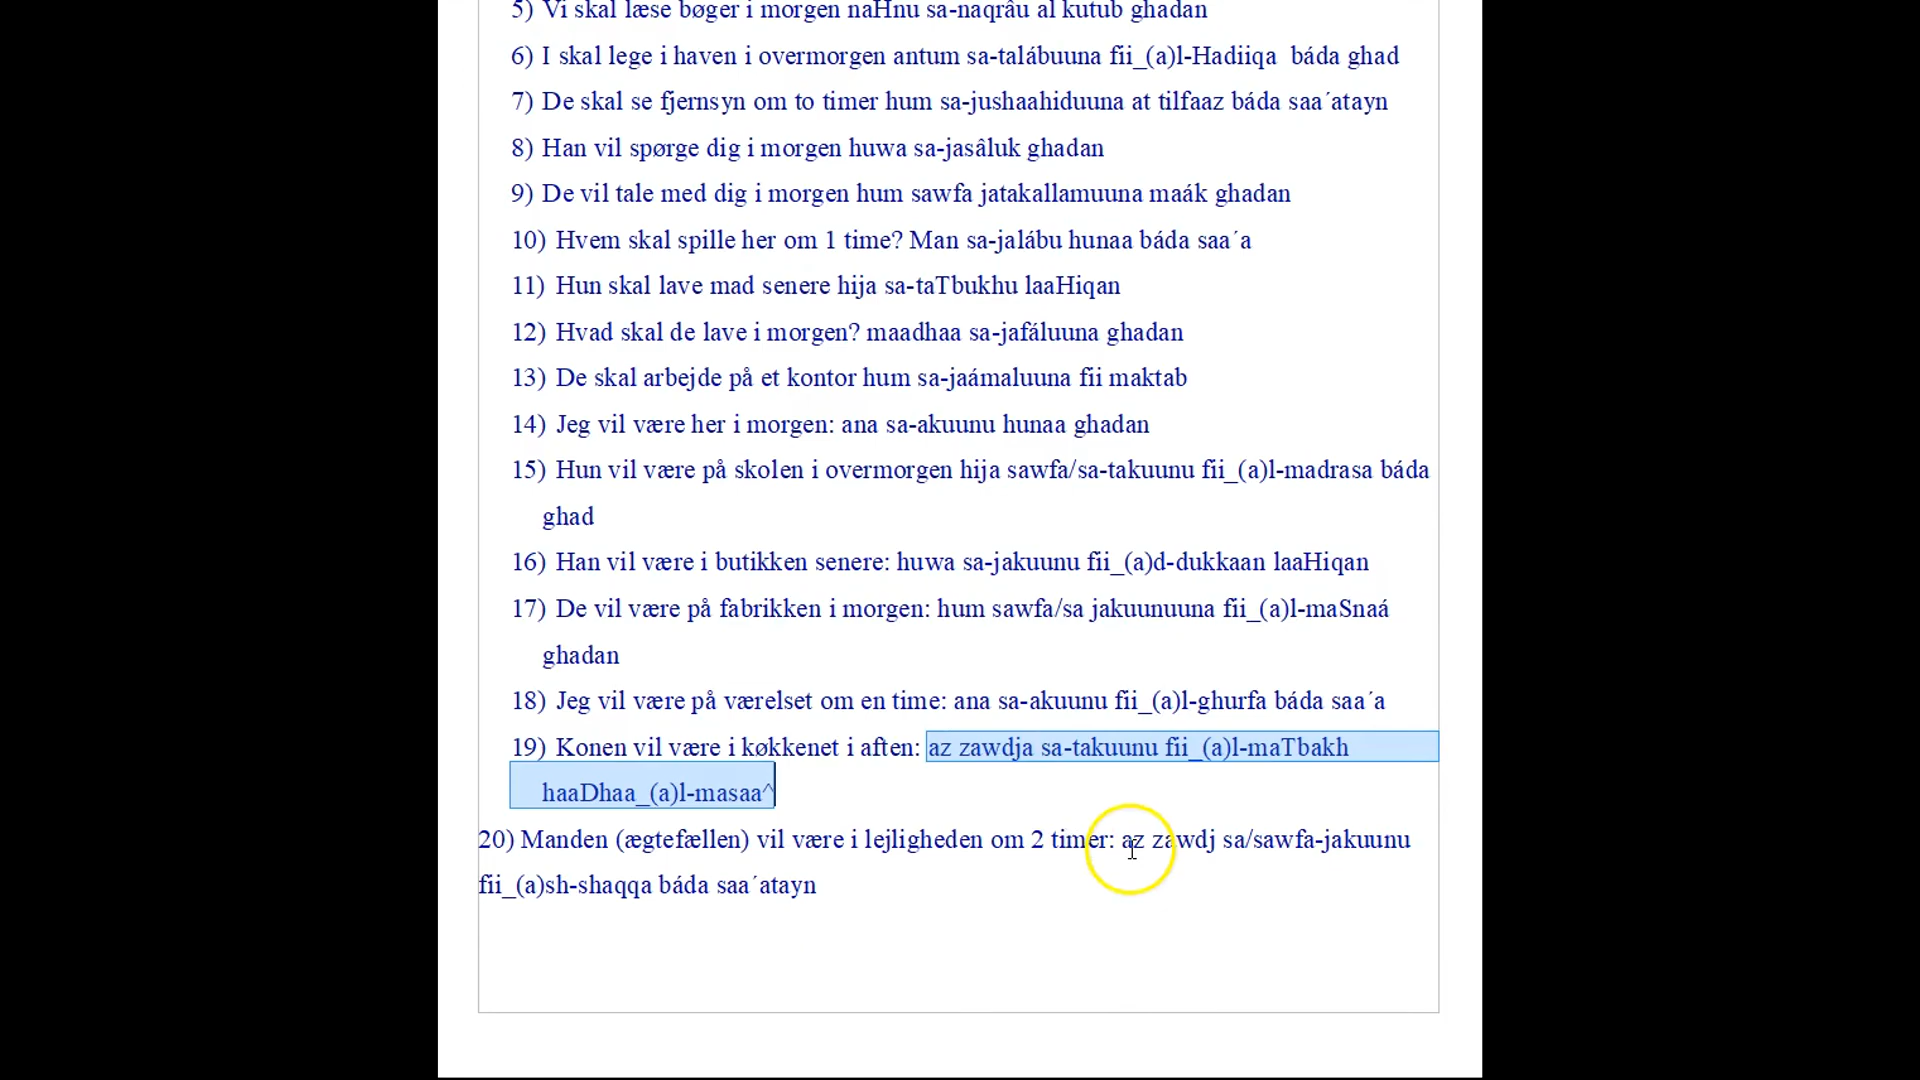 5) Vi skal læse bøger i morgen naHnu sa-naqrâu al kutub ghadan
6) I skal lege i haven i overmorgen antum sa-talábuuna fii_(a)l-Hadiiqa  báda ghad
7) De skal se fjernsyn om to timer hum sa-jushaahiduuna at tilfaaz báda saa´atayn
8) Han vil spørge dig i morgen huwa sa-jasâluk ghadan
9) De vil tale med dig i morgen hum sawfa jatakallamuuna maák ghadan
10) Hvem skal spille her om 1 time? Man sa-jalábu hunaa báda saa´a
11) Hun skal lave mad senere hija sa-taTbukhu laaHiqan
12) Hvad skal de lave i morgen? maadhaa sa-jafáluuna ghadan
13) De skal arbejde på et kontor hum sa-jaámaluuna fii maktab
14) Jeg vil være her i morgen: ana sa-akuunu hunaa ghadan
15) Hun vil være på skolen i overmorgen hija sawfa/sa-takuunu fii_(a)l-madrasa báda
ghad
16) Han vil være i butikken senere: huwa sa-jakuunu fii_(a)d-dukkaan laaHiqan
17) De vil være på fabrikken i morgen: hum sawfa/sa jakuunuuna fii_(a)l-maSnaá
ghadan
18) Jeg vil være på værelset om en time: ana sa-akuunu fii_(a)l-ghurfa báda saa´a
19) Konen vil være i køkkenet i aften: az zawdja sa-takuunu fii_(a)l-maTbakh
haaDhaa_(a)l-masaa^
20) Manden (ægtefællen) vil være i lejligheden om 2 timer: az zawdj sa/sawfa-jakuunu
fii_(a)sh-shaqqa báda saa´atayn